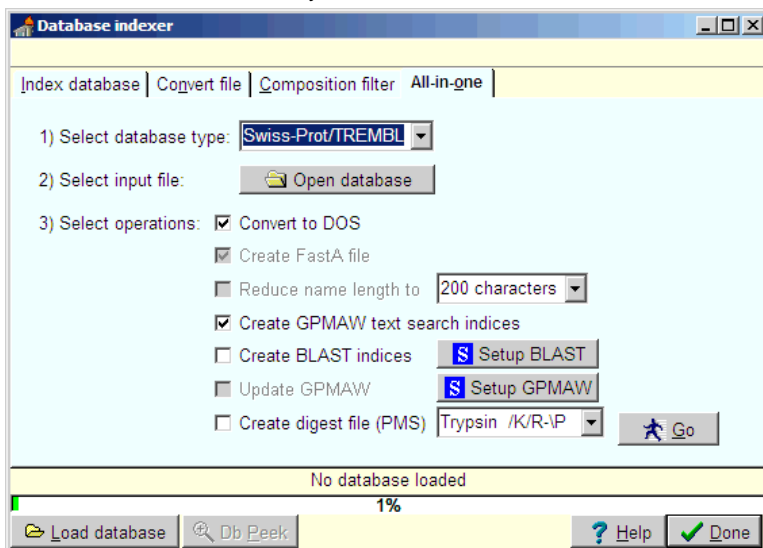 Database indexer
Index database Convert file Composition filter All-in-one
1) Select database type: Swiss-Prot/TREMBL
2) Select input file: Open database
3) Select operations: Convert to DOS
Create FastA file
Reduce name length to 200 characters
Create GPMAW text search indices
Create BLAST indices S Setup BLAST
Update GPMAW S Setup GPMAW
Create digest file (PMS) Trypsin /K/R-\P Go
No database loaded
1%
Load database Db Peek ? Help Done